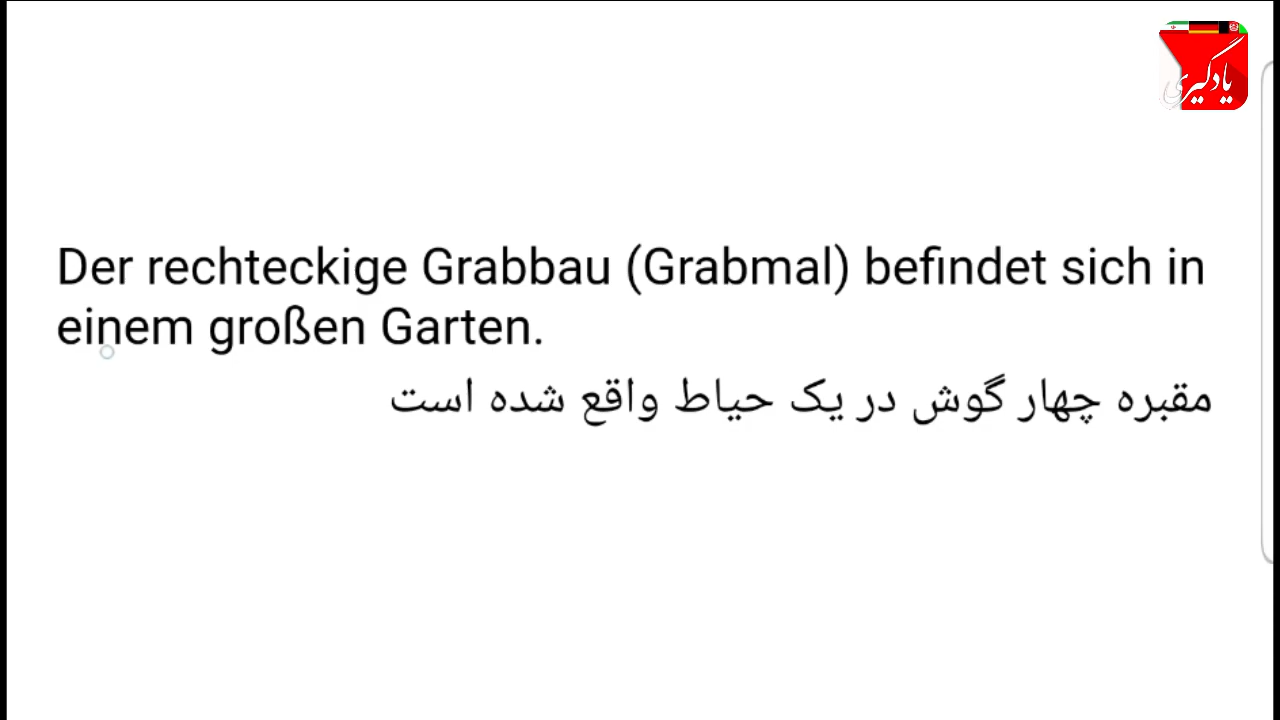 یادگیری
Der rechteckige Grabbau (Grabmal) befindet sich in
einem großen Garten.
مقبره چهار گوش در یک حیاط واقع شده است